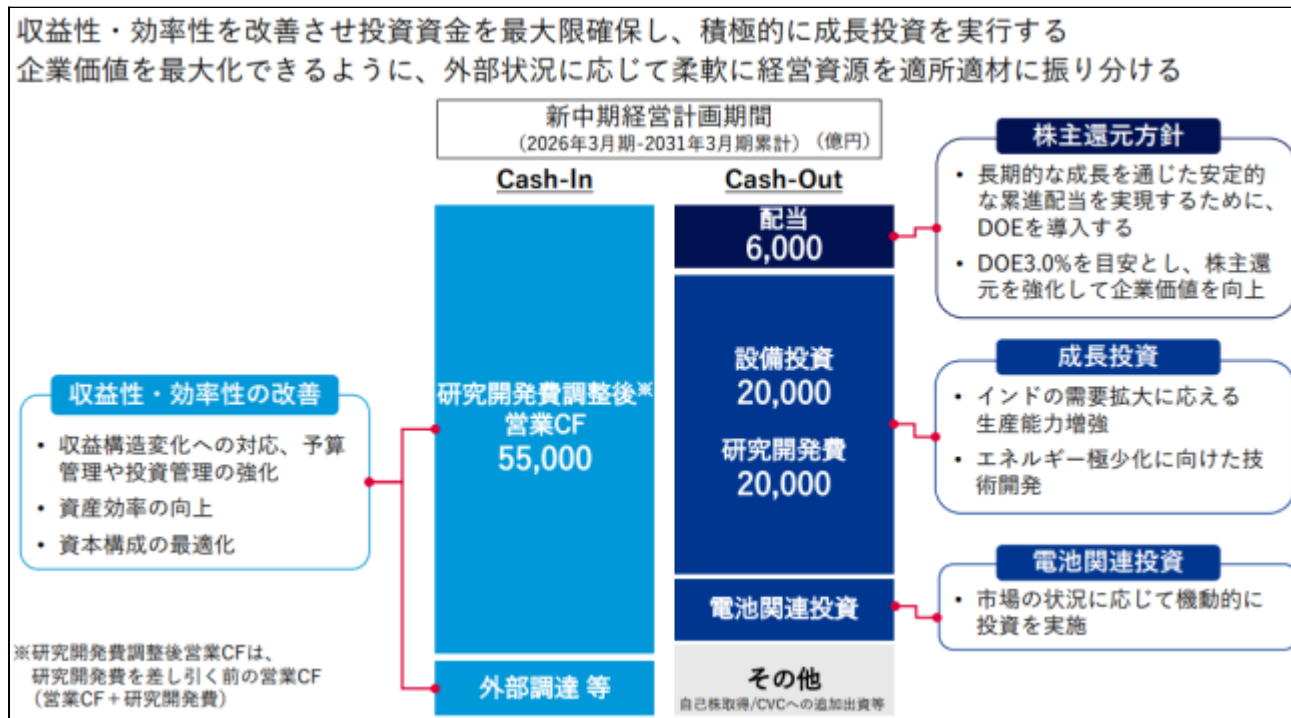 収益性・効率性を改善させ投資資金を最大限確保し、積極的に成長投資を実行する
企業価値を最大化できるように、外部状況に応じて柔軟に経営資源を適所適材に振り分ける
新中期経営計画期間
（2026年3月期-2031年3月期累計）（億円）
Cash-In
Cash-Out
収益性・効率性の改善
• 収益構造変化への対応、予算
管理や投資管理の強化
• 資産効率の向上
• 資本構成の最適化
※研究開発費調整後営業CFは、
研究開発費を差し引く前の営業CF
（営業CF＋研究開発費）
研究開発費調整後※
営業CF
55,000
外部調達 等
配当
6,000
設備投資
20,000
研究開発費
20,000
電池関連投資
その他
自己株取得/CVCへの追加出資等
株主還元方針
• 長期的な成長を通じた安定的
な累進配当を実現するために、
DOEを導入する
• DOE3.0%を目安とし、株主還
元を強化して企業価値を向上
成長投資
• インドの需要拡大に応える
生産能力増強
• エネルギー極少化に向けた技
術開発
電池関連投資
• 市場の状況に応じて機動的に
投資を実施